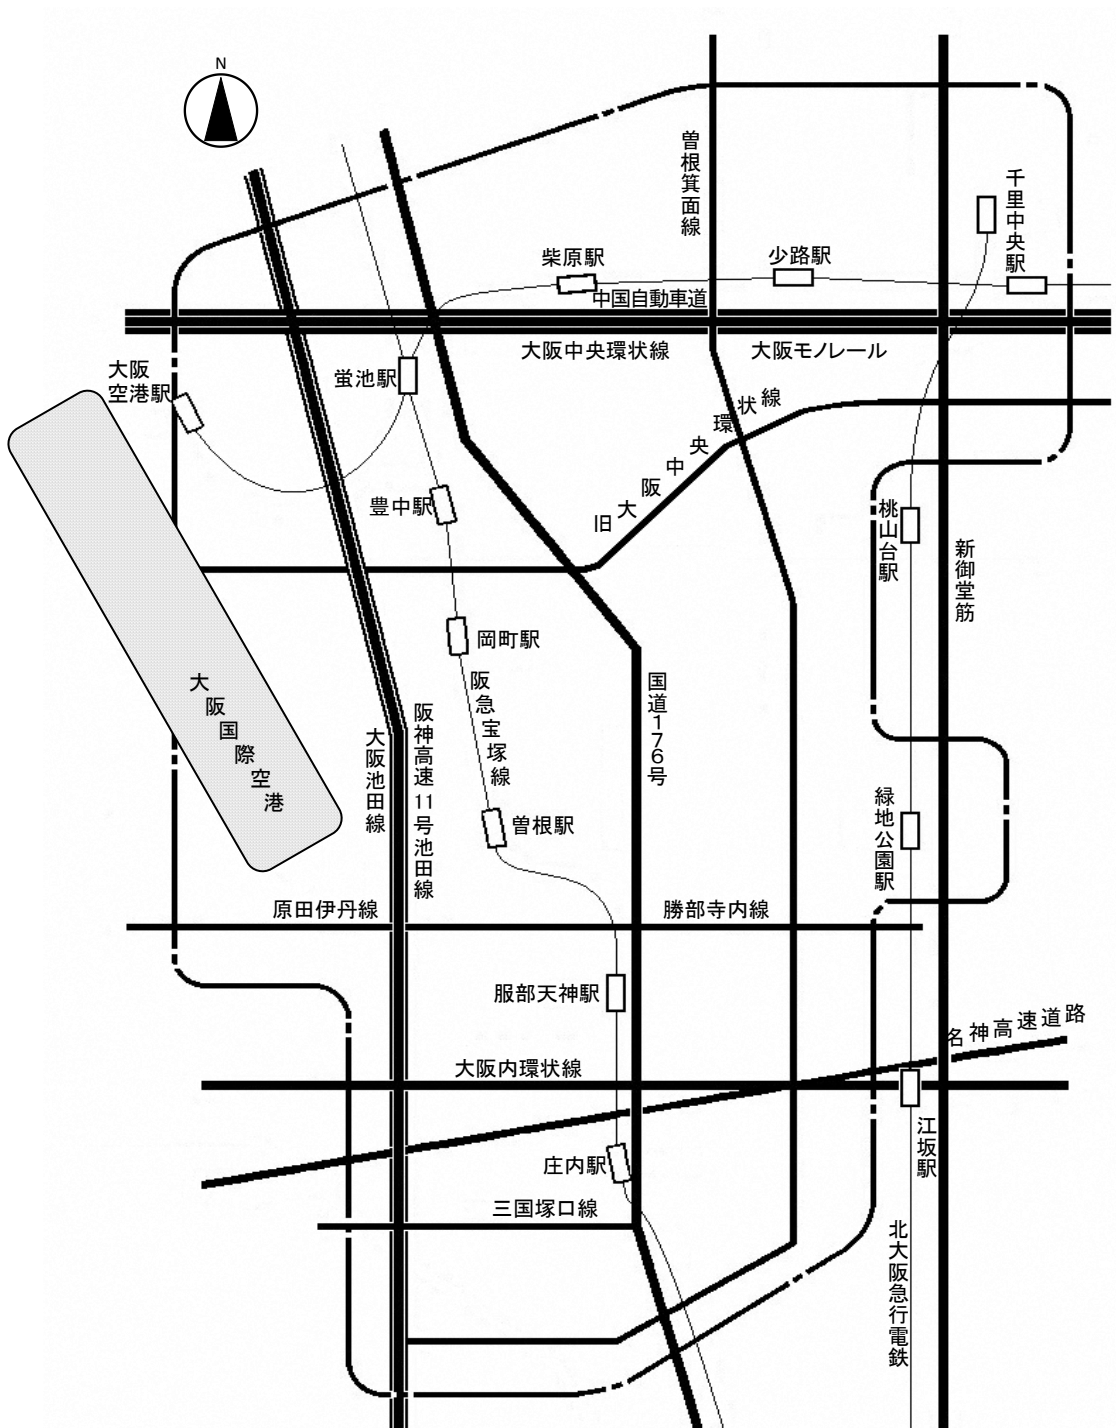 N
曽根箕面線
千里中央駅
柴原駅
少路駅
中国自動車道
大阪中央環状線
大阪モノレール
大阪
空港駅
蛍池駅
旧大阪中央環状線
豊中駅
桃山台駅
新御堂筋
岡町駅
阪急宝塚線
国道176号
大阪国際空港
大阪池田線
阪神高速11号池田線
曽根駅
緑地公園駅
原田伊丹線
勝部寺内線
服部天神駅
名神高速道路
大阪内環状線
江坂駅
庄内駅
三国塚口線
北大阪急行電鉄